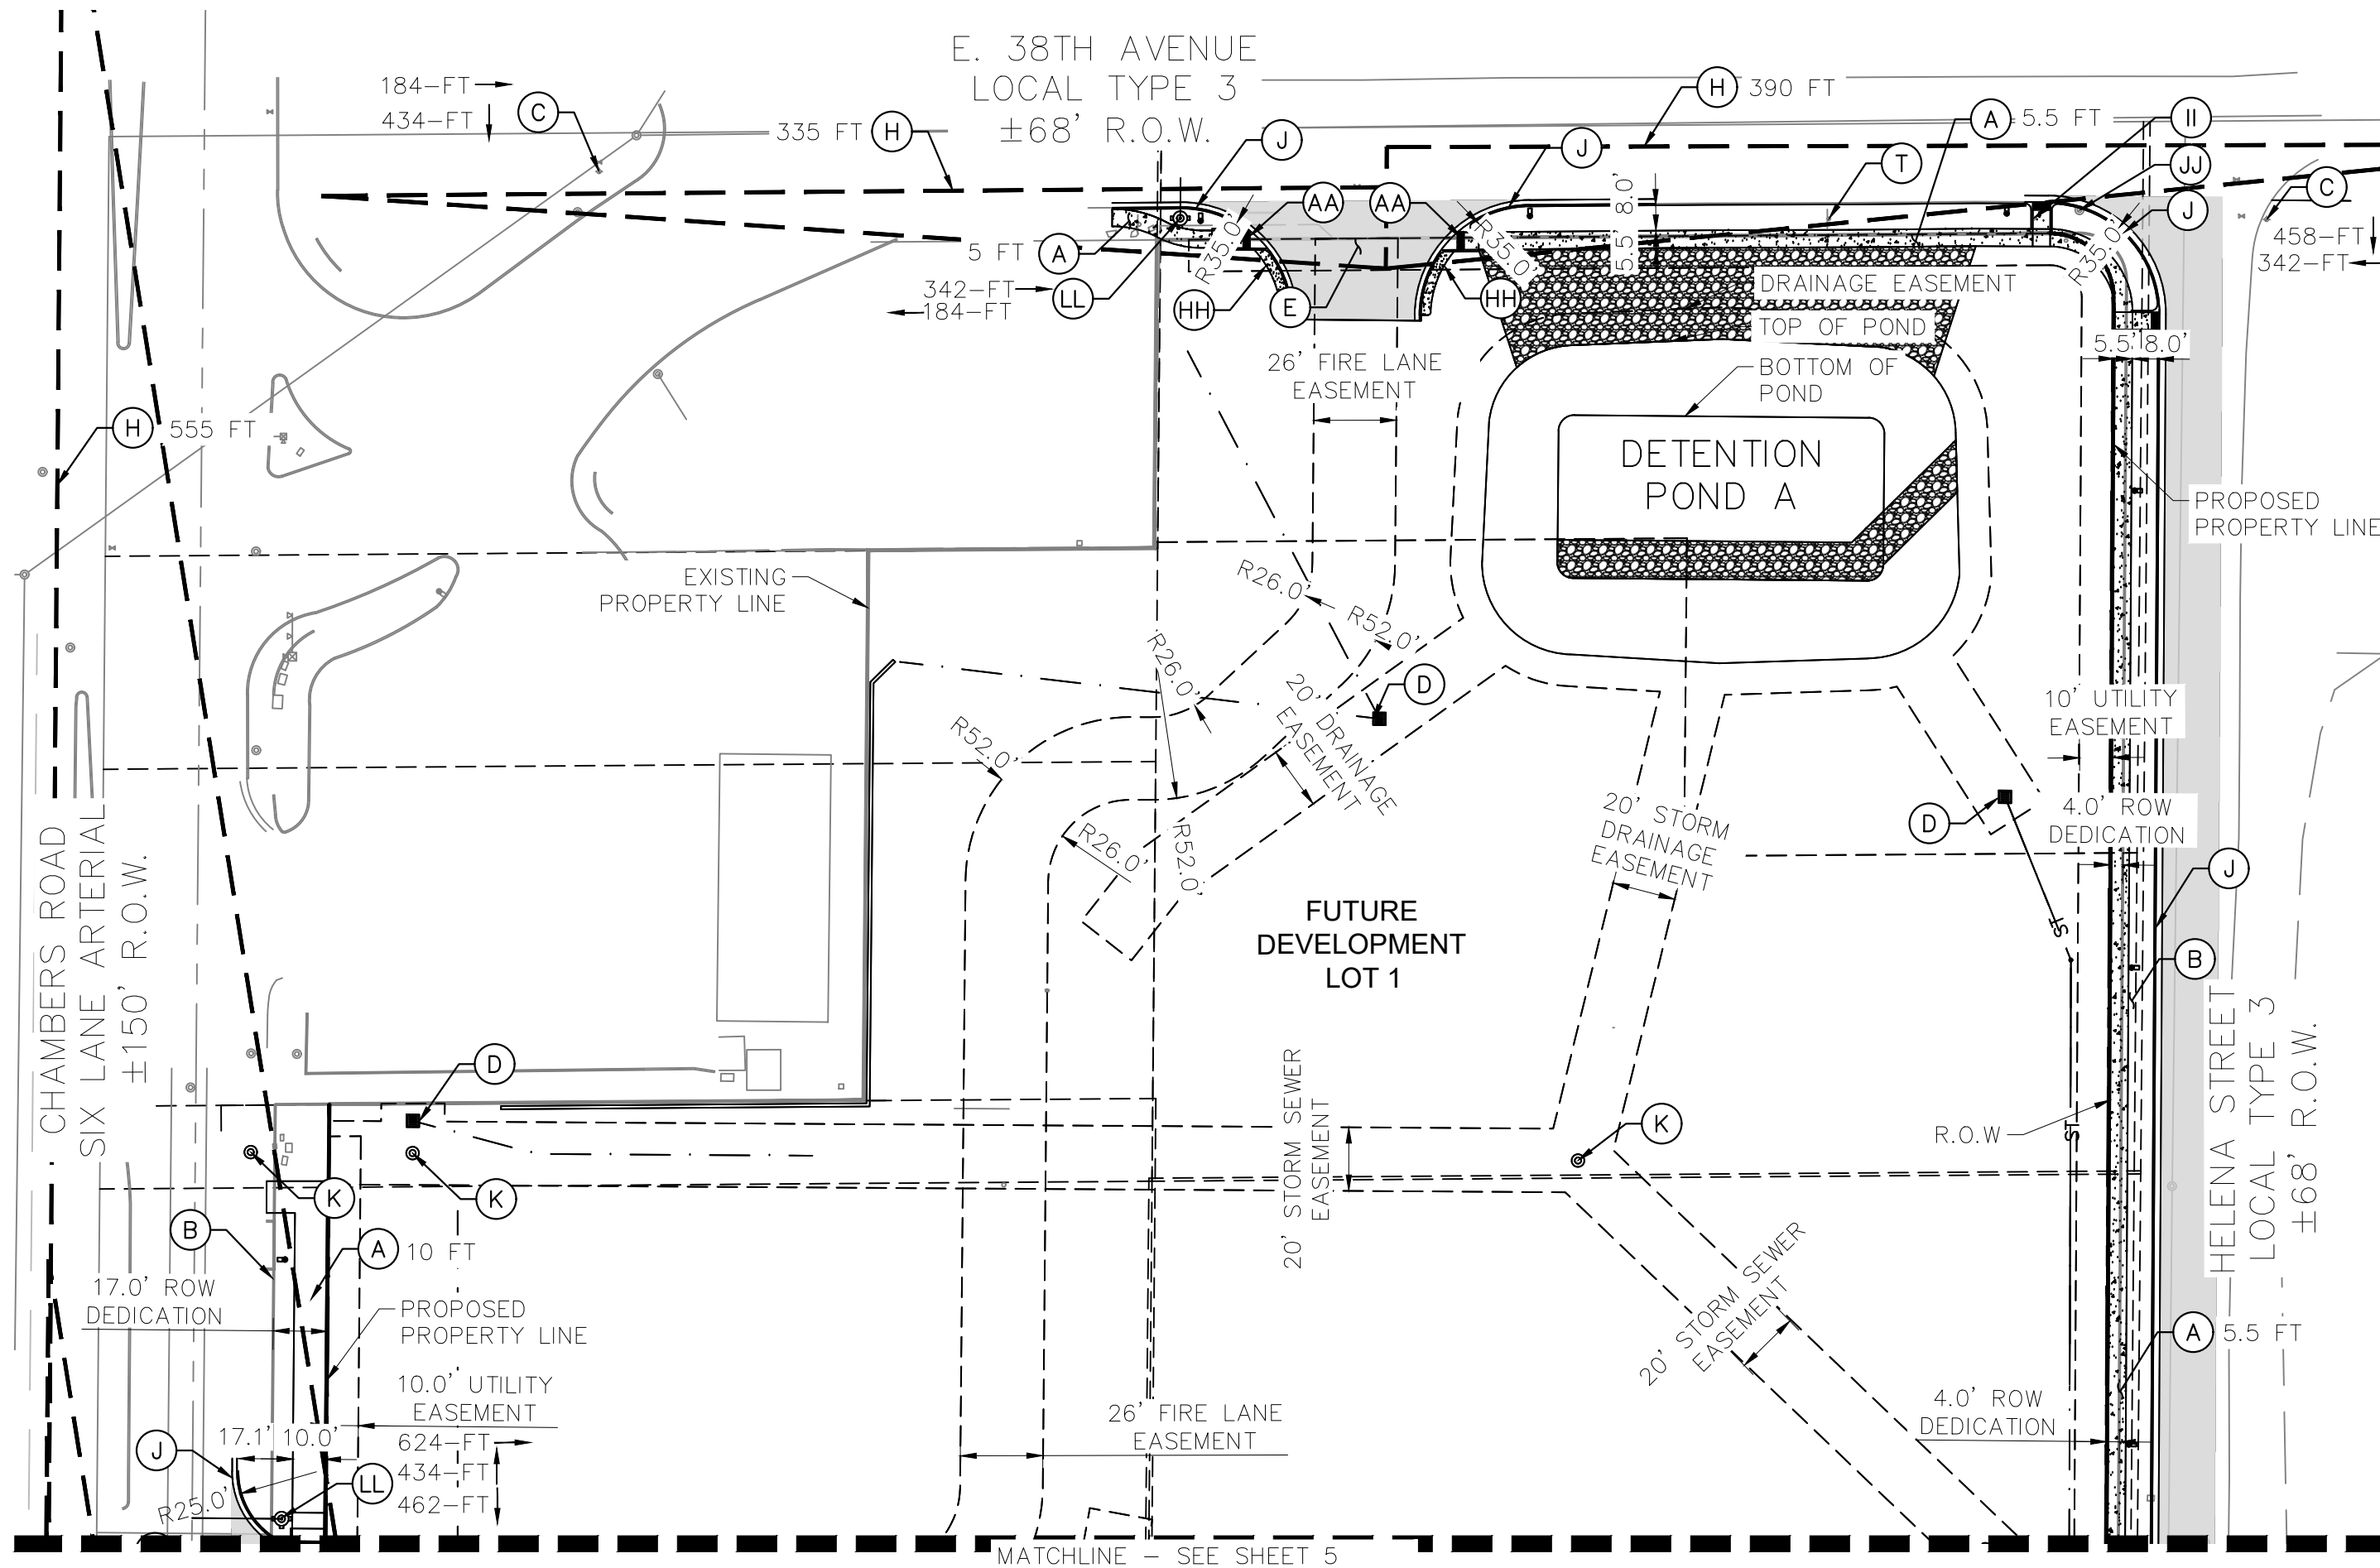 E. 38TH AVENUE
LOCAL TYPE 3
±68' R.O.W.
184-FT
434-FT
C
335 FT
H
J
J
H
390 FT
A
5.5 FT
II
T
JJ
C
J
458-FT
342-FT
5 FT
A
342-FT
184-FT
LL
HH
E
HH
AA
AA
R35.0'
R35.0'
5.5' 8.0'
R35.0'
DRAINAGE EASEMENT
TOP OF POND
BOTTOM OF
POND
5.5' 8.0'
26' FIRE LANE
EASEMENT
H
555 FT
DETENTION
POND A
PROPOSED
PROPERTY LINE
EXISTING
PROPERTY LINE
R26.0'
R52.0'
R26.0'
R52.0'
20' DRAINAGE
EASEMENT
D
10' UTILITY
EASEMENT
R26.0'
R52.0'
20' STORM
DRAINAGE
EASEMENT
D
4.0' ROW
DEDICATION
J
CHAMBERS ROAD
SIX LANE ARTERIAL
±150' R.O.W.
FUTURE
DEVELOPMENT
LOT 1
ST
B
HELENA STREET
LOCAL TYPE 3
±68' R.O.W.
D
K
K
20' STORM SEWER
EASEMENT
K
R.O.W
ST
B
A
10 FT
17.0' ROW
DEDICATION
PROPOSED
PROPERTY LINE
20' STORM SEWER
EASEMENT
A
5.5 FT
10.0' UTILITY
EASEMENT
17.1' 10.0'
624-FT
434-FT
462-FT
J
LL
R25.0'
26' FIRE LANE
EASEMENT
4.0' ROW
DEDICATION
MATCHLINE - SEE SHEET 5